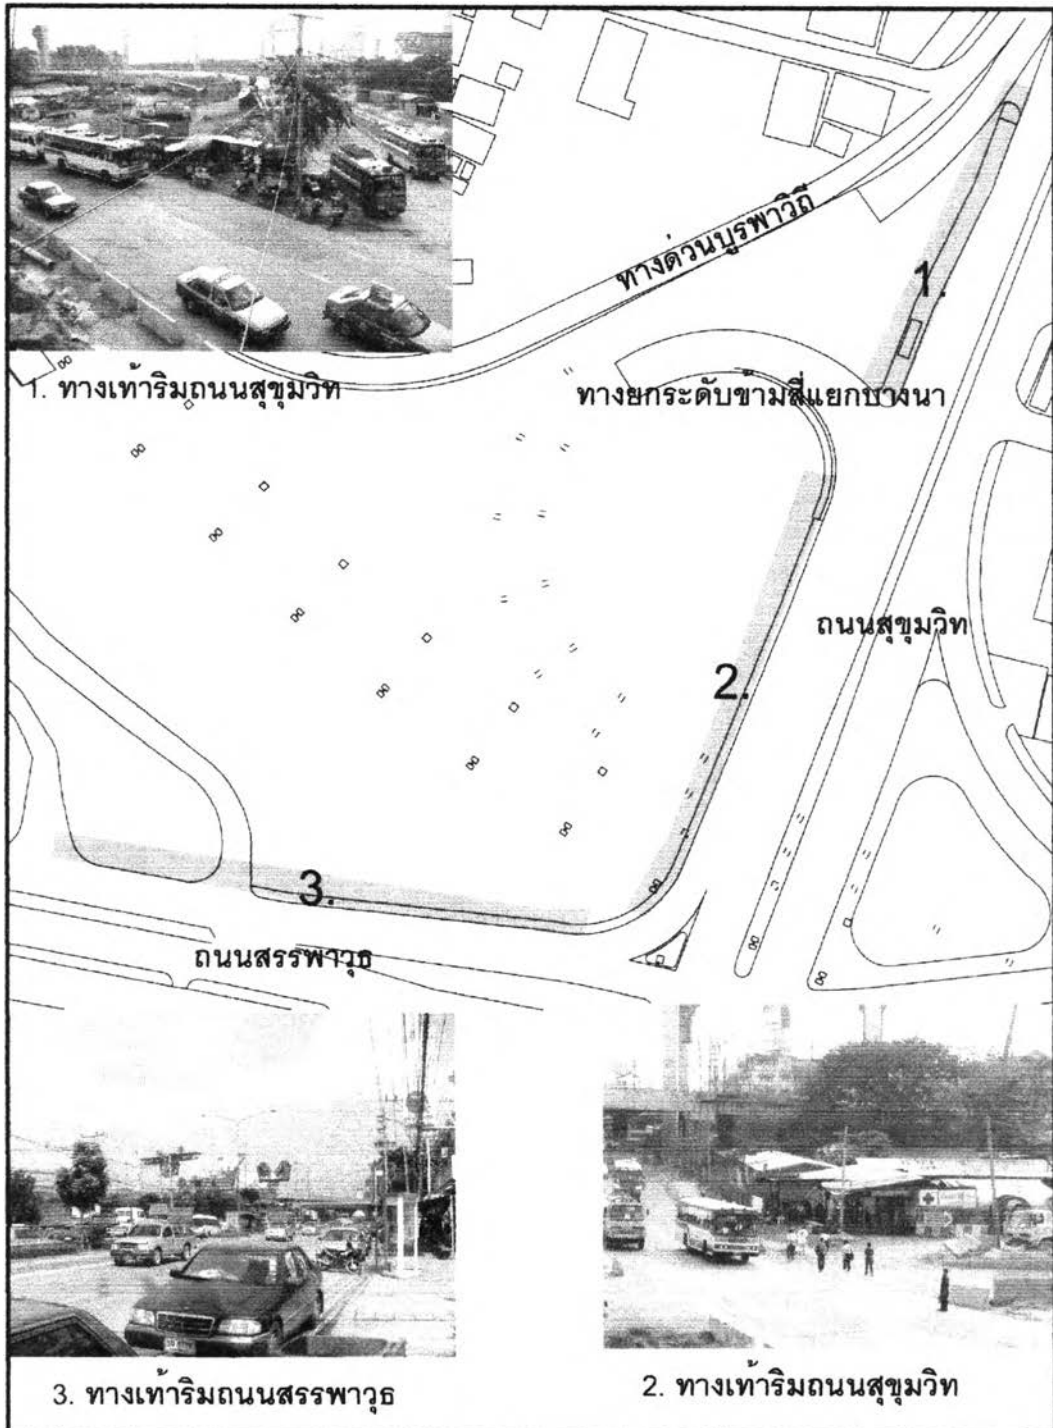 ทางด่วนบูรพาวิถี
1.
1. ทางเท้าริมถนนสุขุมวิท
ทางยกระดับข้ามสี่แยกบางนา
ถนนสุขุมวิท
2.
3.
ถนนสรรพาวุธ
3. ทางเท้าริมถนนสรรพาวุธ
2. ทางเท้าริมถนนสุขุมวิท